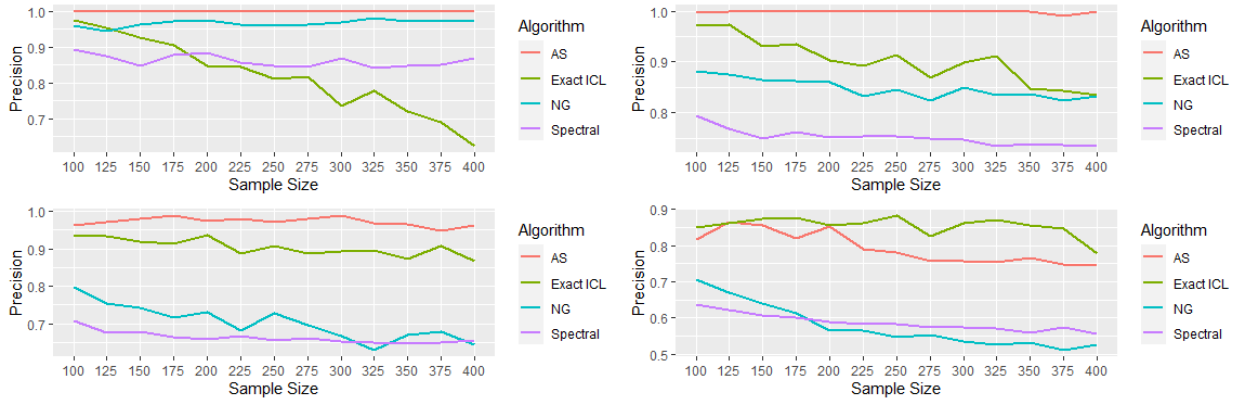 1.0
0.9
0.8
0.7
Precision
100 125 150 175 200 225 250 275 300 325 350 375 400
Sample Size
Algorithm
AS
Exact ICL
NG
Spectral
1.0
0.9
0.8
Precision
100 125 150 175 200 225 250 275 300 325 350 375 400
Sample Size
Algorithm
AS
Exact ICL
NG
Spectral
1.0
0.9
0.8
0.7
Precision
100 125 150 175 200 225 250 275 300 325 350 375 400
Sample Size
Algorithm
AS
Exact ICL
NG
Spectral
0.9
0.8
0.7
0.6
0.5
Precision
100 125 150 175 200 225 250 275 300 325 350 375 400
Sample Size
Algorithm
AS
Exact ICL
NG
Spectral